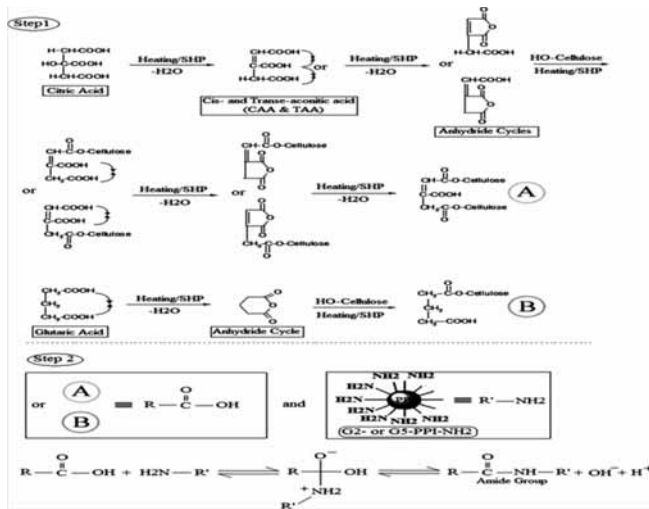 Step1
CH-COOH
HO-C-COOH
CH-COOH
Citric Acid
Heating/SHP
-H2O
CH-COOH
C-COOH
CH-COOH
or
Cis- and Transe-aconitic acid
(CAA & TAA)
Heating/SHP
-H2O
or
CH-COOH
CH-COOH
Anhydride Cycles
HO-Cellulose
Heating/SHP
CH-C-O-Cellulose
C-COOH
CH2-COOH
or
CH-COOH
C-COOH
CH2-C-O-Cellulose
Heating/SHP
-H2O
CH-C-O-Cellulose
or
CH2-C-O-Cellulose
Heating/SHP
-H2O
CH-C-O-Cellulose
C-COOH
CH2-C-O-Cellulose
A
CH2-COOH
CH2
CH2-COOH
Glutaric Acid
Heating/SHP
-H2O
Anhydride Cycle
HO-Cellulose
Heating/SHP
CH2-C-O-Cellulose
CH2
CH2-COOH
B
Step 2
A
or
B
R-C-OH
O
and
NH2 NH2 NH2
H2N
H2N
H2N
H2N NH2 NH2
R'-NH2
G2- or G5-PPI-NH2
R-C-OH + H2N-R'
R-C-OH
NH2
R'
R-C-NH-R' + OH- + H+
Amide Group